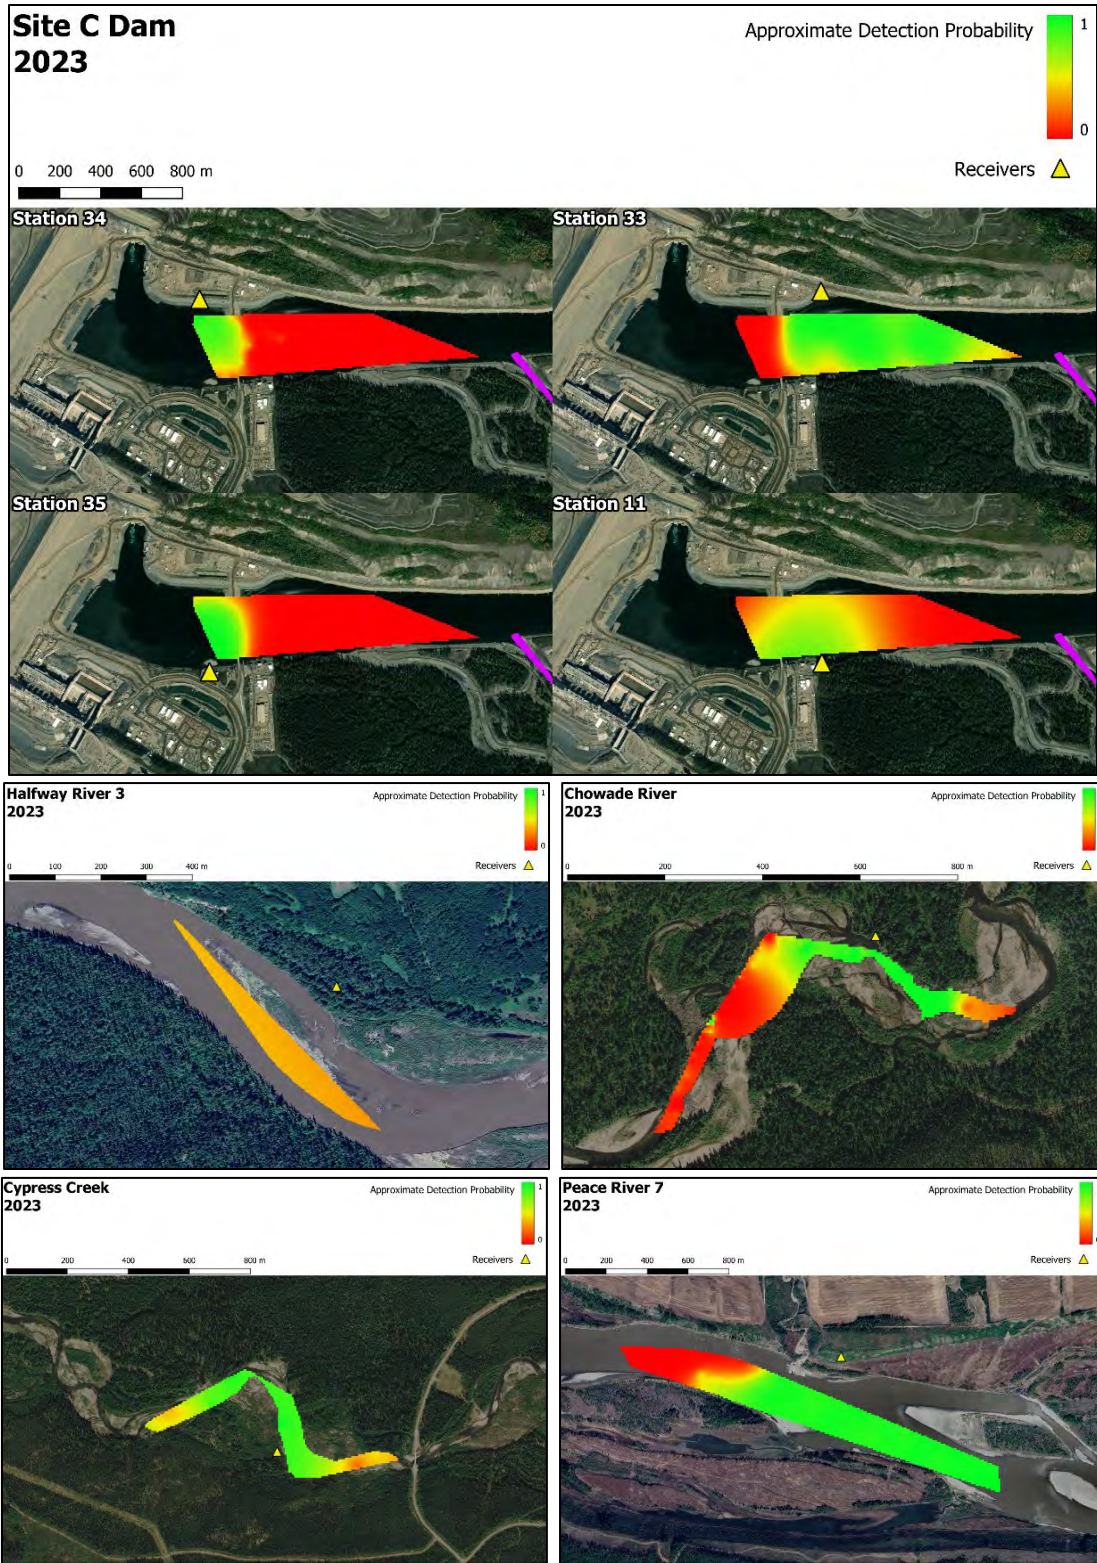 Site C Dam
2023
Approximate Detection Probability
1
0
0 200 400 600 800 m
Receivers
Station 34
Station 33
Station 35
Station 11
Halfway River 3
2023
Approximate Detection Probability
1
0
Receivers
0 100 200 300 400 m
Chowade River
2023
Approximate Detection Probability
Receivers
0 200 400 600 800 m
Cypress Creek
2023
Approximate Detection Probability
1
0
Receivers
0 200 400 600 800 m
Peace River 7
2023
Approximate Detection Probability
Receivers
0 200 400 600 800 m